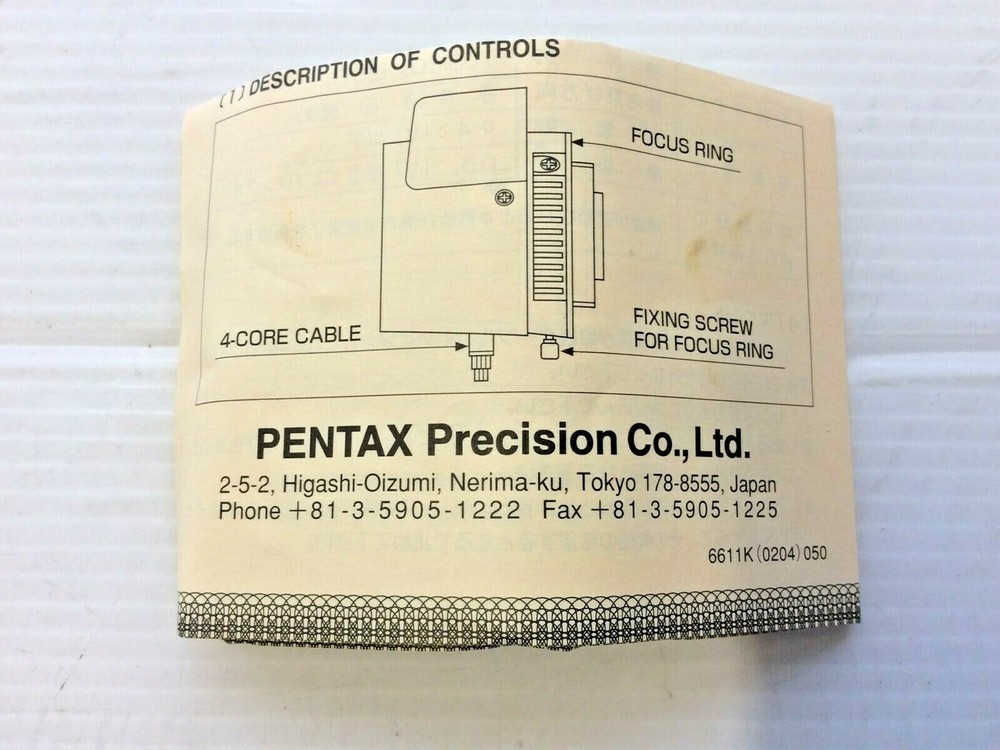 (1) DESCRIPTION OF CONTROLS
FOCUS RING
4-CORE CABLE
FIXING SCREW
FOR FOCUS RING
PENTAX Precision Co., Ltd.
2-5-2, Higashi-Oizumi, Nerima-ku, Tokyo 178-8555, Japan
Phone +81-3-5905-1222 Fax +81-3-5905-1225
6611K(0204)050